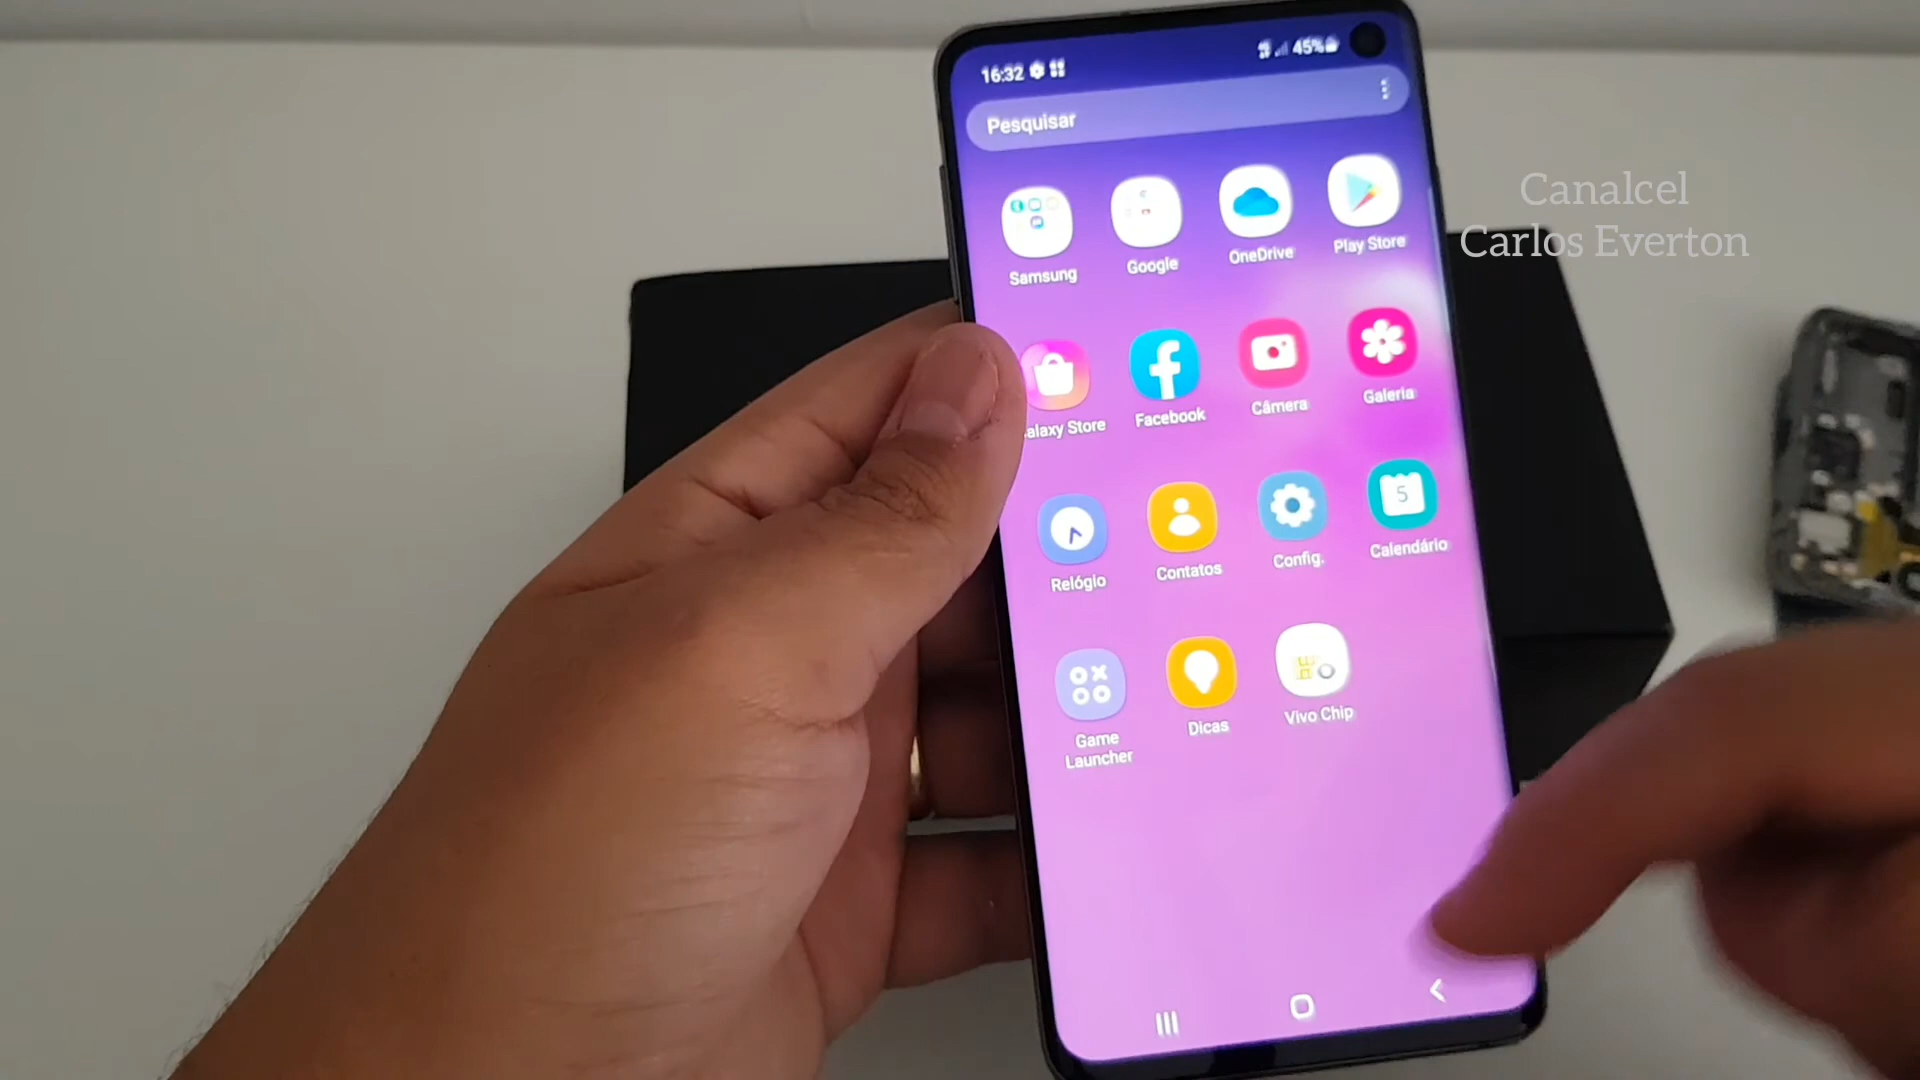 16:32
45%
Pesquisar
Canalcel
Carlos Everton
Samsung
Google
OneDrive
Play Store
alaxy Store
Facebook
Câmera
Galeria
5
Relógio
Contatos
Config.
Calendário
Game
Launcher
Dicas
Vivo Chip